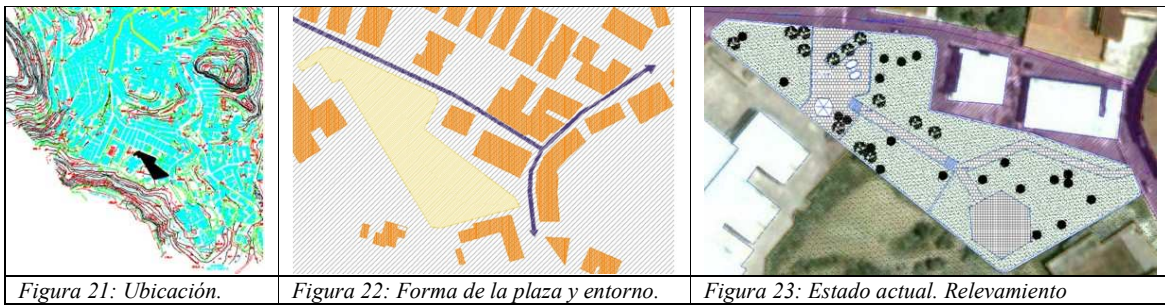 Figura 21: Ubicación.
Figura 22: Forma de la plaza y entorno.
Figura 23: Estado actual. Relevamiento